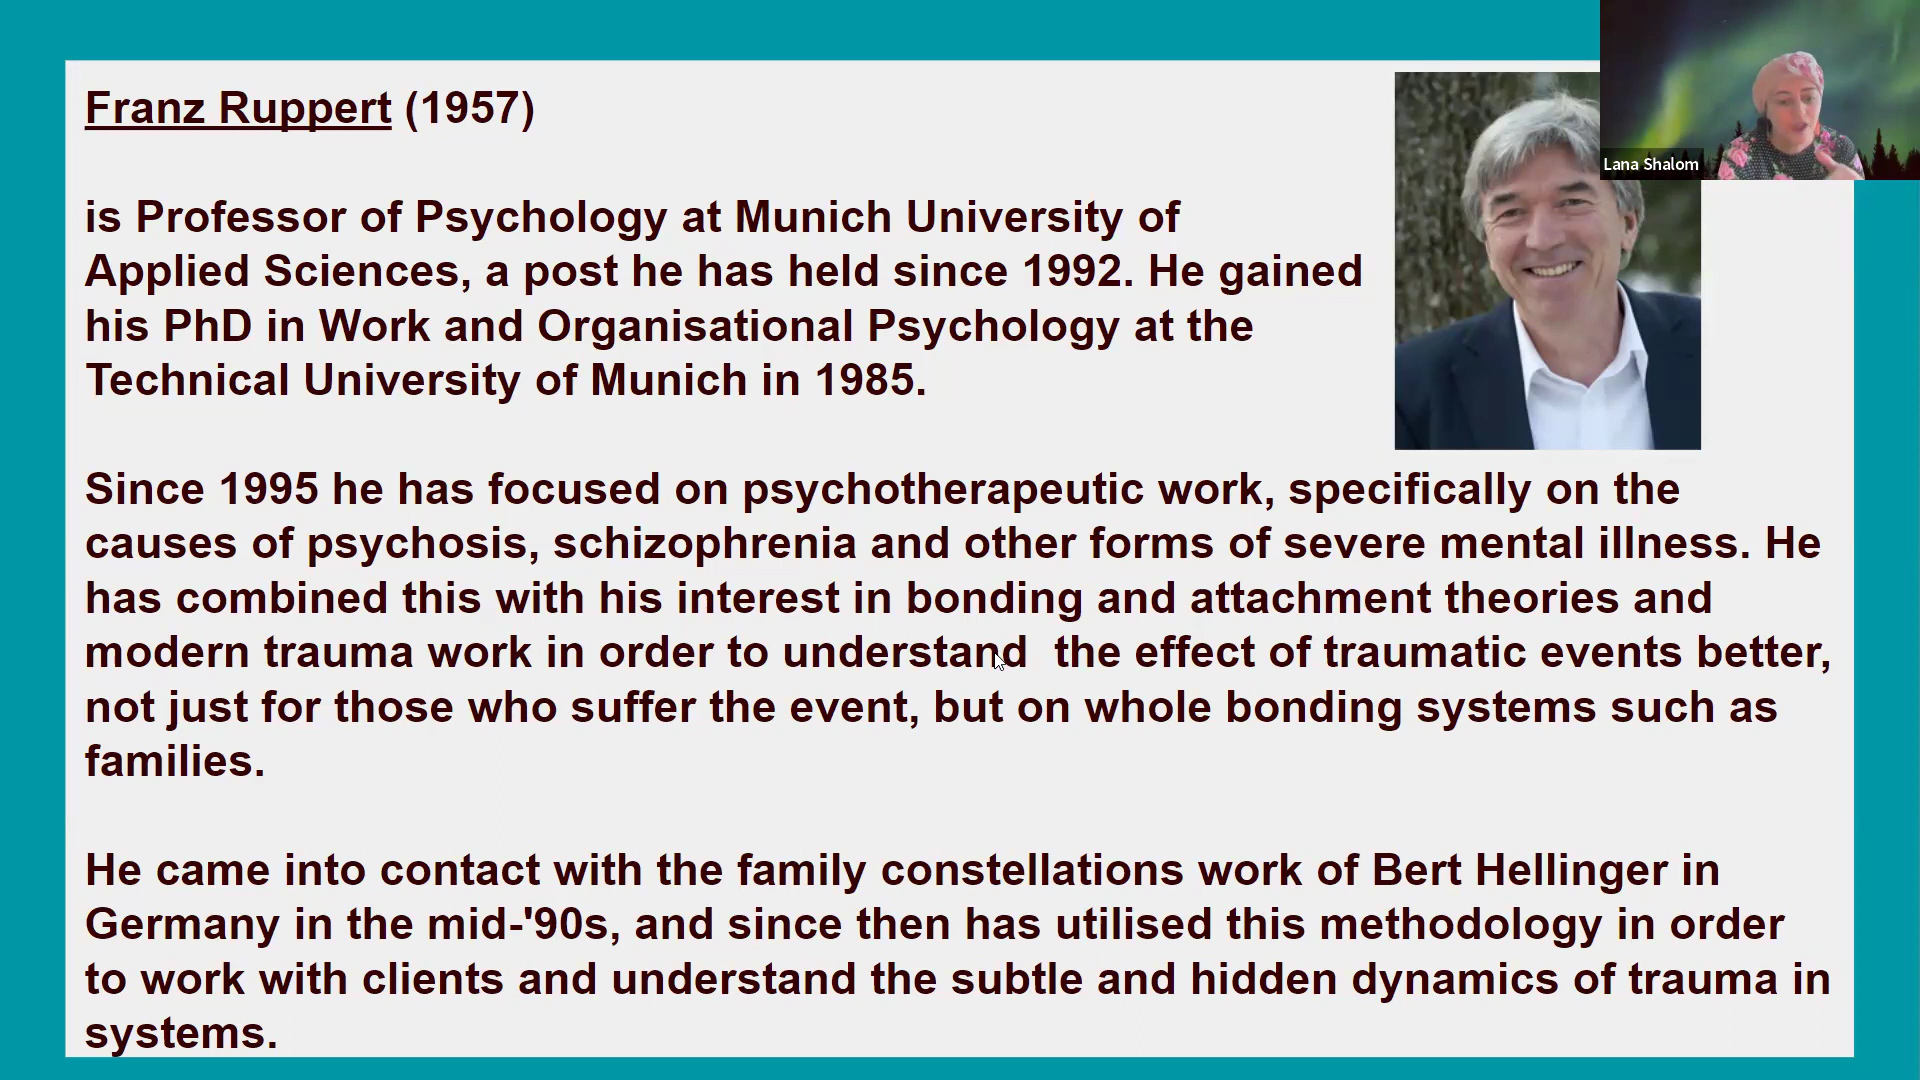 Franz Ruppert (1957)
is Professor of Psychology at Munich University of
Applied Sciences, a post he has held since 1992. He gained
his PhD in Work and Organisational Psychology at the
Technical University of Munich in 1985.
Since 1995 he has focused on psychotherapeutic work, specifically on the
causes of psychosis, schizophrenia and other forms of severe mental illness. He
has combined this with his interest in bonding and attachment theories and
modern trauma work in order to understand  the effect of traumatic events better,
not just for those who suffer the event, but on whole bonding systems such as
families.
He came into contact with the family constellations work of Bert Hellinger in
Germany in the mid-'90s, and since then has utilised this methodology in order
to work with clients and understand the subtle and hidden dynamics of trauma in
systems.
Lana Shalom